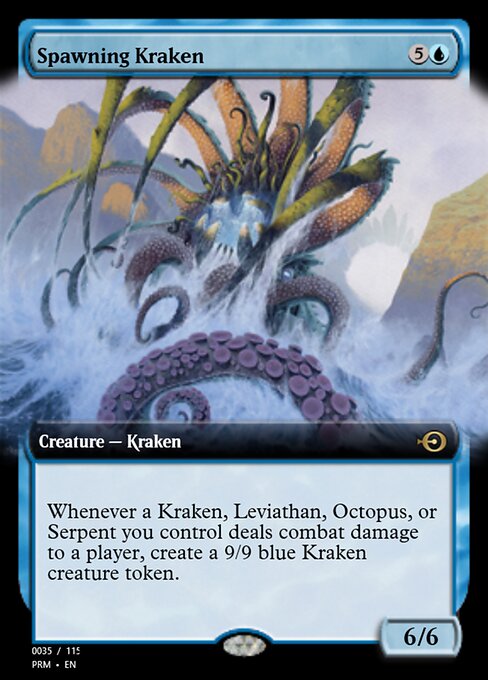 Spawning Kraken
5
Creature — Kraken
Whenever a Kraken, Leviathan, Octopus, or
Serpent you control deals combat damage
to a player, create a 9/9 blue Kraken
creature token.
6/6
0035 / 115
PRM • EN